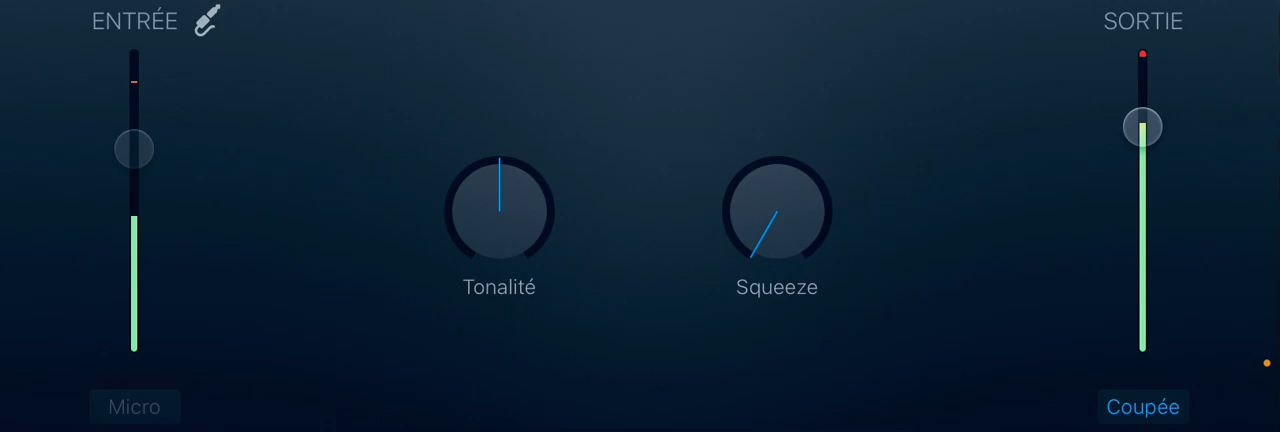 ENTRÉE
SORTIE
Tonalité
Squeeze
Micro
Coupée